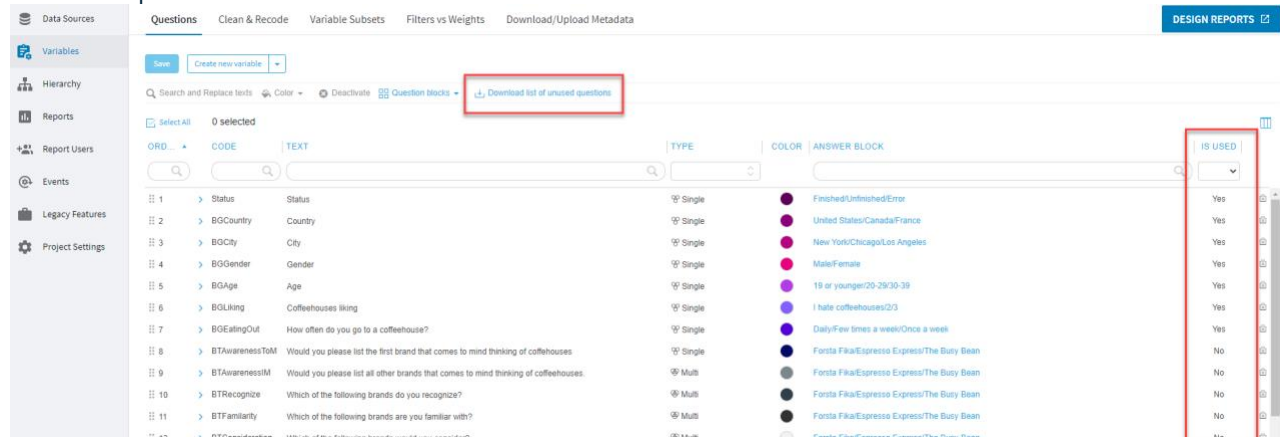 Data Sources
Questions Clean & Recode Variable Subsets Filters vs Weights Download/Upload Metadata
DESIGN REPORTS
Variables
Save Create new variable
Hierarchy
Search and Replace texts Color Deactivate Question blocks Download list of unused questions
Reports
Select All 0 selected
Report Users
ORD... CODE TEXT TYPE COLOR ANSWER BLOCK IS USED
Events
1 Status Status Single Finished/Unfinished/Error Yes
Legacy Features
2 BGCountry Country Single United States/Canada/France Yes
3 BGCity City Single New York/Chicago/Los Angeles Yes
Project Settings
4 BGGender Gender Single Male/Female Yes
5 BGAge Age Single 19 or younger/20-29/30-39 Yes
6 BGLiking Coffeehouses liking Single I hate coffeehouses/2/3 Yes
7 BGEatingOut How often do you go to a coffeehouse? Single Daily/Few times a week/Once a week Yes
8 BTAwarenessToM Would you please list the first brand that comes to mind thinking of coffehouses Single Forsta Fika/Espresso Express/The Busy Bean No
9 BTAwarenessIM Would you please list all other brands that comes to mind thinking of coffeehouses. Multi Forsta Fika/Espresso Express/The Busy Bean No
10 BTRecognize Which of the following brands do you recognize? Multi Forsta Fika/Espresso Express/The Busy Bean No
11 BTFamilarity Which of the following brands are you familiar with? Multi Forsta Fika/Espresso Express/The Busy Bean No